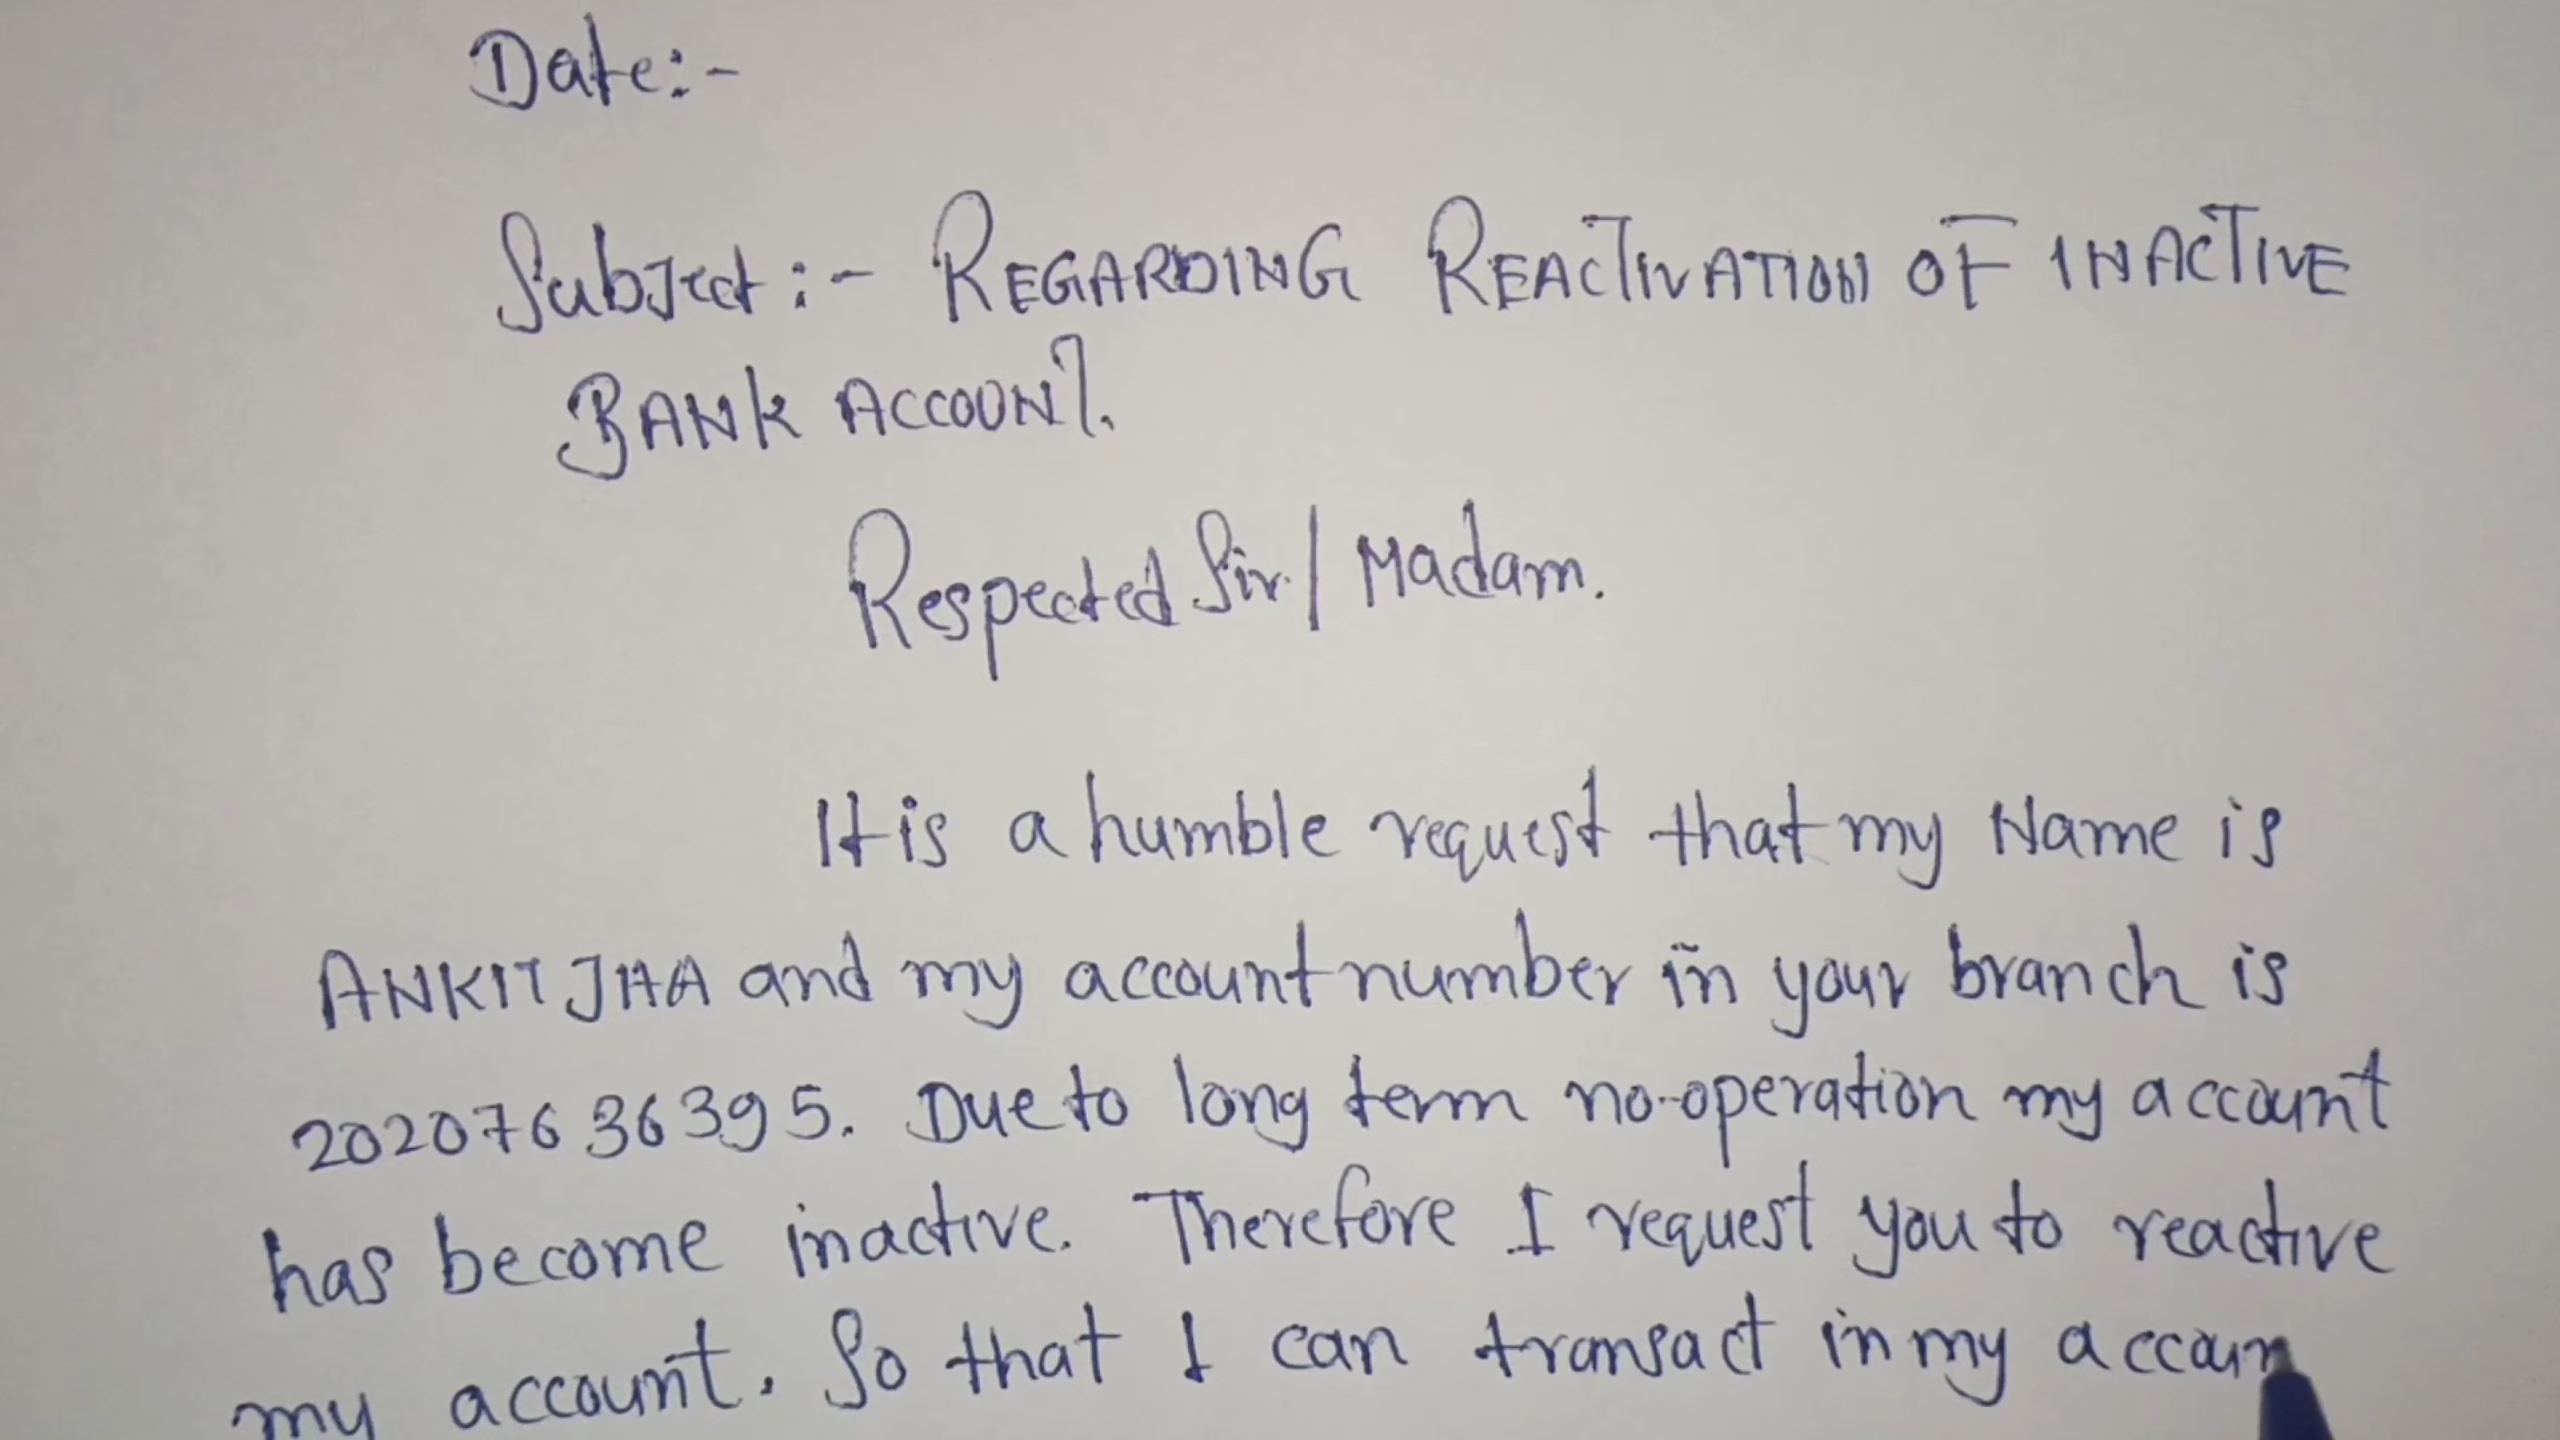 Date:-
Subject:- REGARDING REACTIVATION OF INACTIVE
BANK ACCOUNT.
Respected Sir/Madam.
It is a humble request that my Name is
ANKIT JHA and my account number in your branch is
20207636395. Due to long term no-operation my account
has become inactive. Therefore I request you to reactive
my account. So that I can transact in my accoun